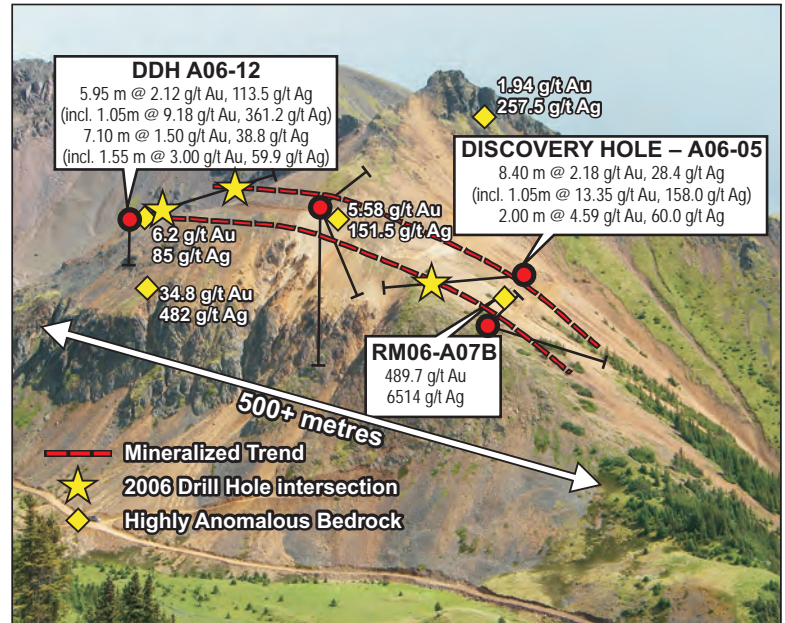 DDH A06-12
5.95 m @ 2.12 g/t Au, 113.5 g/t Ag
(incl. 1.05m @ 9.18 g/t Au, 361.2 g/t Ag)
7.10 m @ 1.50 g/t Au, 38.8 g/t Ag
(incl. 1.55 m @ 3.00 g/t Au, 59.9 g/t Ag)
1.94 g/t Au
257.5 g/t Ag
DISCOVERY HOLE – A06-05
8.40 m @ 2.18 g/t Au, 28.4 g/t Ag
(incl. 1.05m @ 13.35 g/t Au, 158.0 g/t Ag)
2.00 m @ 4.59 g/t Au, 60.0 g/t Ag
5.58 g/t Au
151.5 g/t Ag
6.2 g/t Au
85 g/t Ag
34.8 g/t Au
482 g/t Ag
RM06-A07B
489.7 g/t Au
6514 g/t Ag
500+ metres
Mineralized Trend
2006 Drill Hole intersection
Highly Anomalous Bedrock